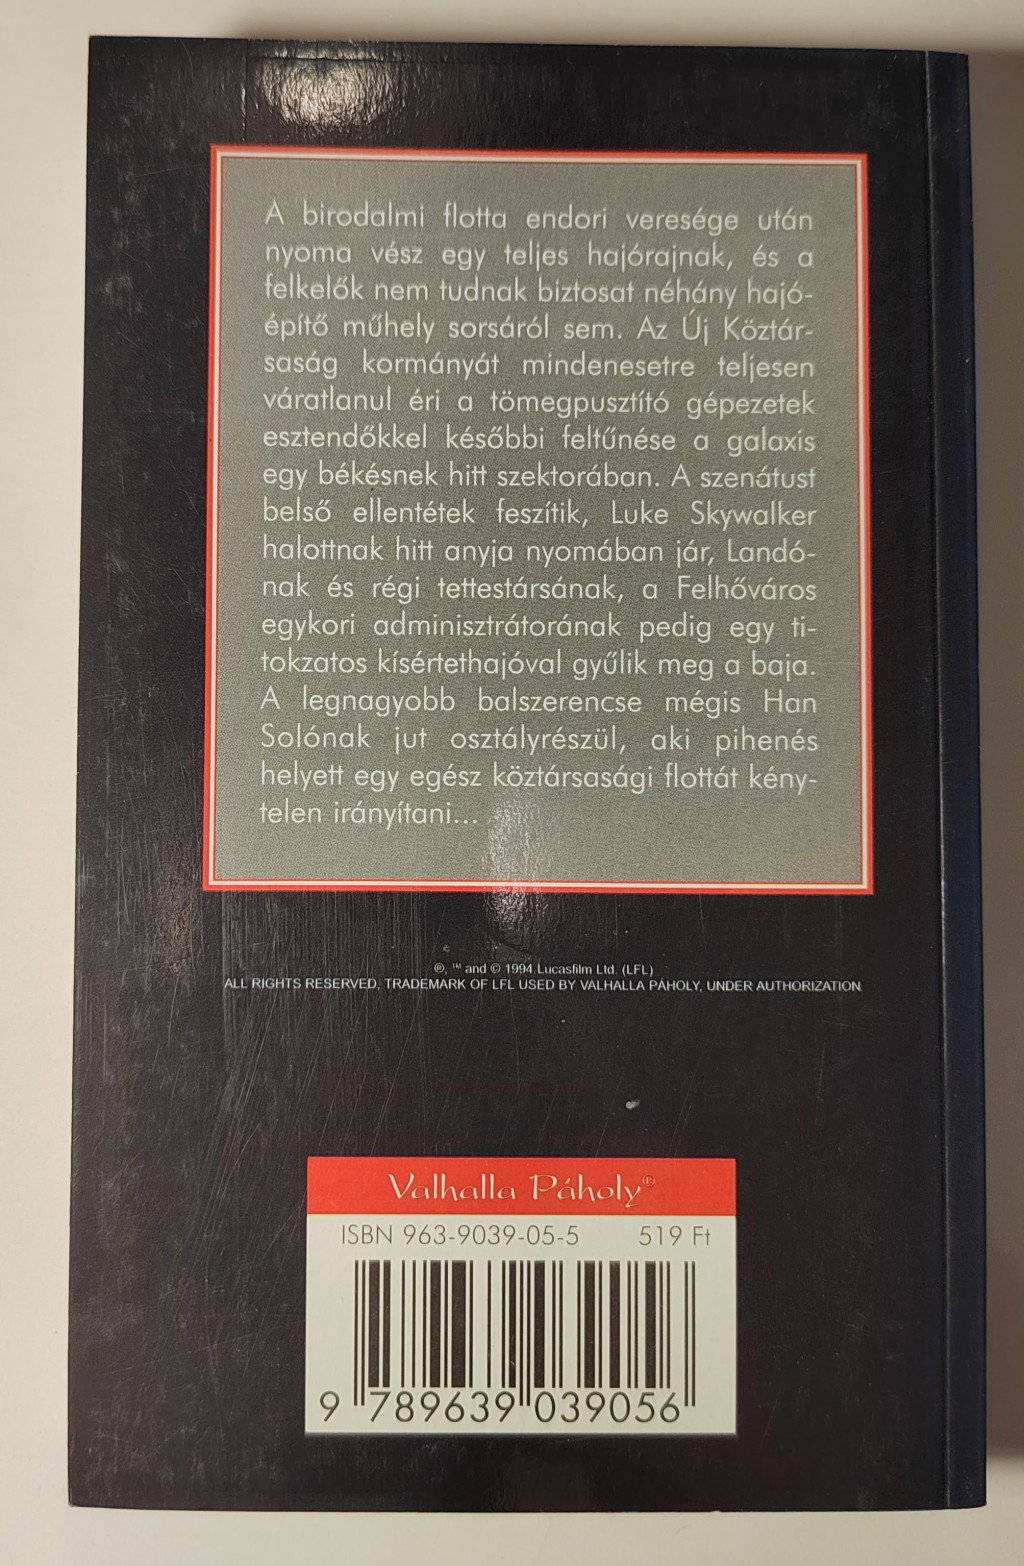 A birodalmi flotta endori veresége után
nyoma vész egy teljes hajórajnak, és a
felkelők nem tudnak biztosat néhány hajó-
építő műhely sorsáról sem. Az Új Köztár-
saság kormányát mindenesetre teljesen
váratlanul éri a tömegpusztító gépezetek
esztendőkkel későbbi feltűnése a galaxis
egy békésnek hitt szektorában. A szenátust
belső ellentétek feszítik, Luke Skywalker
halottnak hitt anyja nyomában jár, Landó-
nak és régi tettestársának, a Felhőváros
egykori adminisztrátorának pedig egy ti-
tokzatos kísértethajóval gyűlik meg a baja.
A legnagyobb balszerencse mégis Han
Solónak jut osztályrészül, aki pihenés
helyett egy egész köztársasági flottát kény-
telen irányítani...
®, ™ and © 1994 Lucasfilm Ltd. (LFL)
ALL RIGHTS RESERVED, TRADEMARK OF LFL USED BY VALHALLA PÁHOLY, UNDER AUTHORIZATION
Valhalla Páholy®
ISBN 963-9039-05-5 519 Ft
9 789639 039056